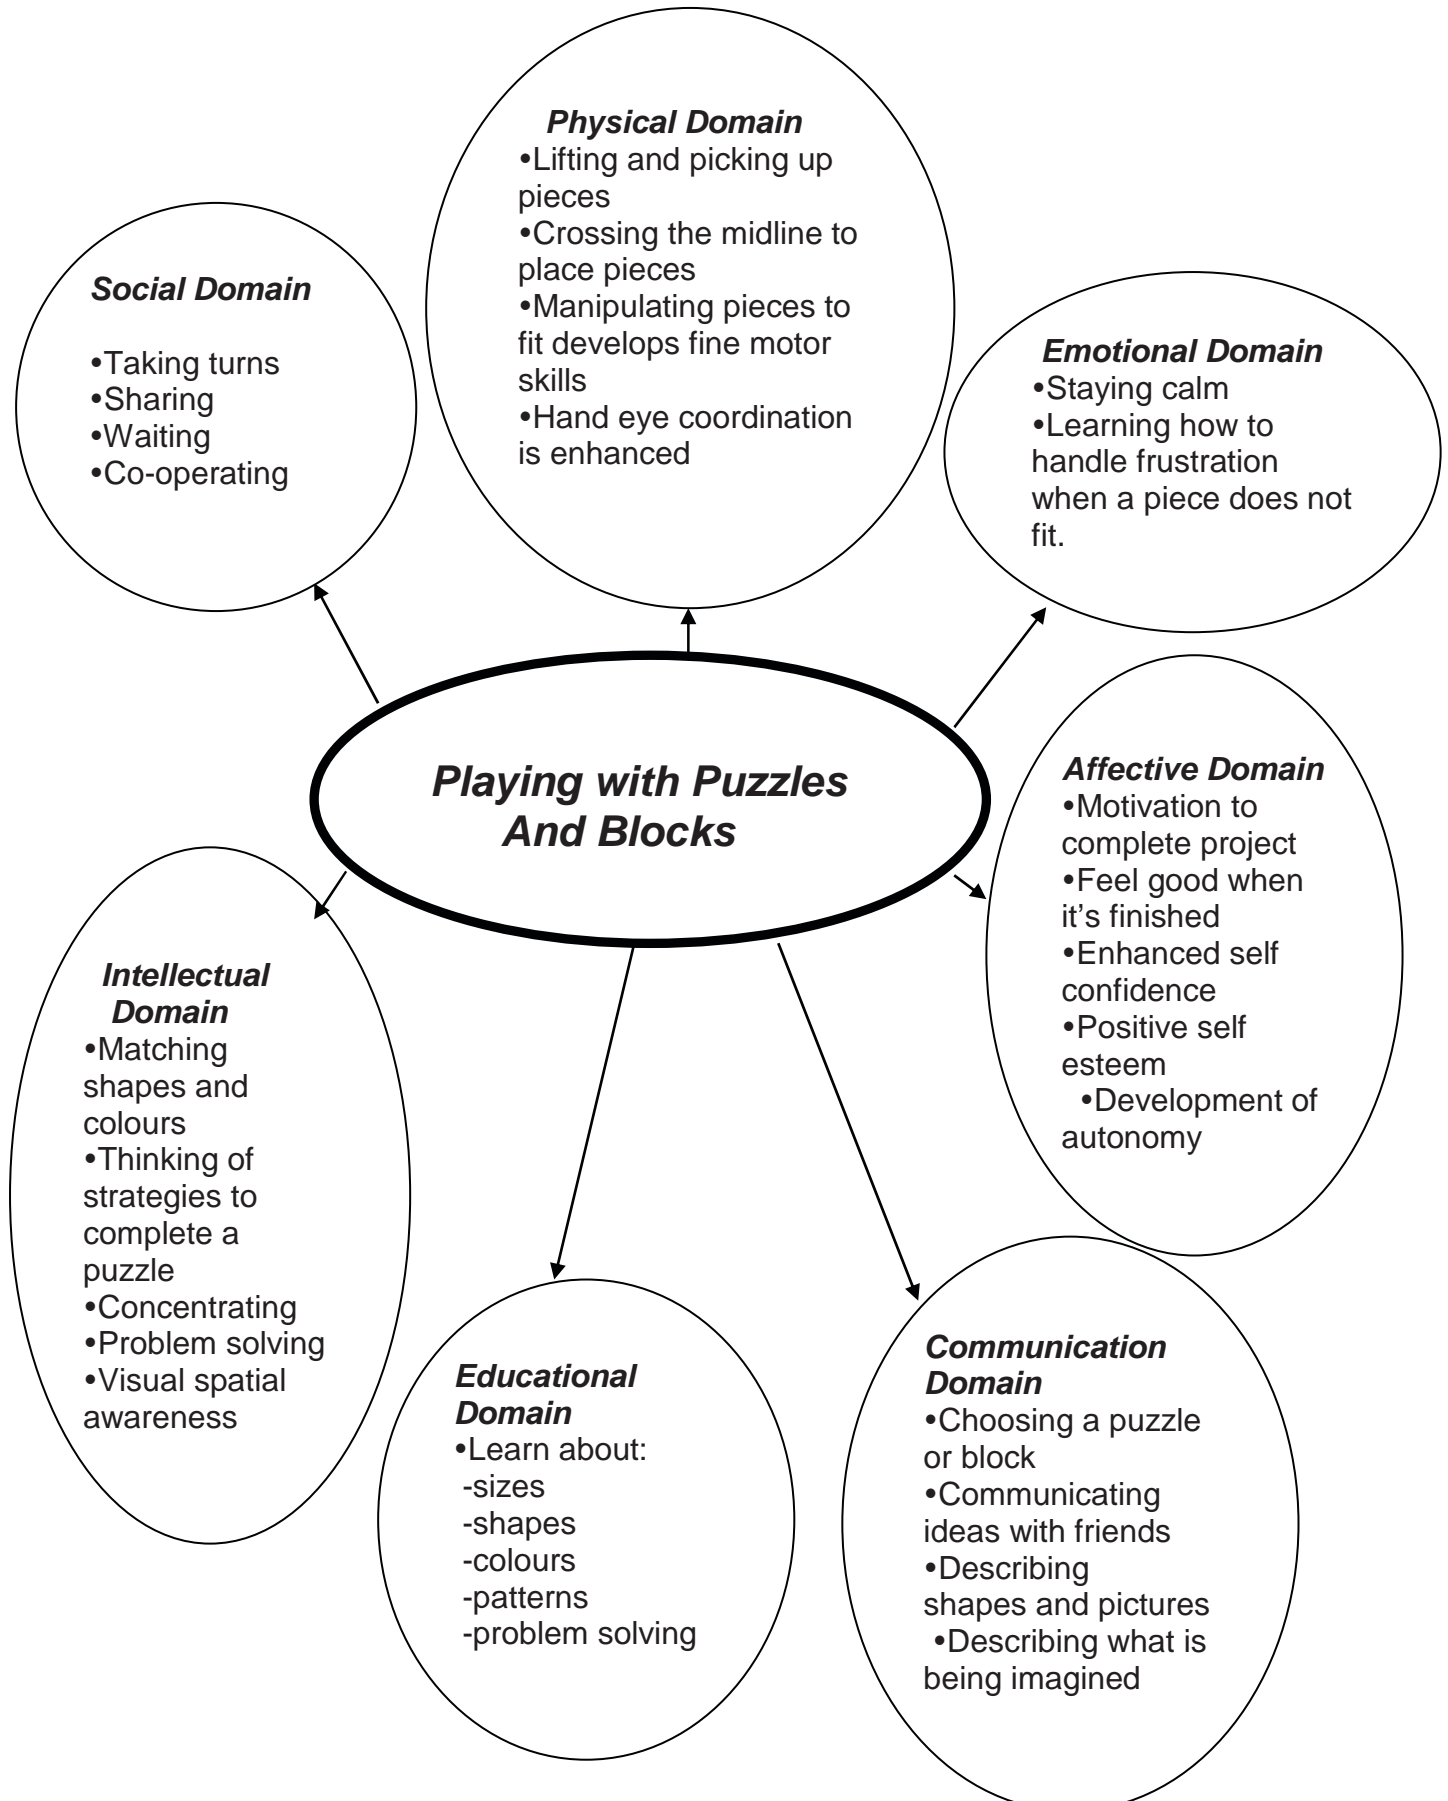 Physical Domain
•Lifting and picking up
pieces
•Crossing the midline to
place pieces
•Manipulating pieces to
fit develops fine motor
skills
•Hand eye coordination
is enhanced
Social Domain
•Taking turns
•Sharing
•Waiting
•Co-operating
Emotional Domain
•Staying calm
•Learning how to
handle frustration
when a piece does not
fit.
Playing with Puzzles
And Blocks
Affective Domain
•Motivation to
complete project
•Feel good when
it’s finished
•Enhanced self
confidence
•Positive self
esteem
•Development of
autonomy
Intellectual
Domain
•Matching
shapes and
colours
•Thinking of
strategies to
complete a
puzzle
•Concentrating
•Problem solving
•Visual spatial
awareness
Educational
Domain
•Learn about:
-sizes
-shapes
-colours
-patterns
-problem solving
Communication
Domain
•Choosing a puzzle
or block
•Communicating
ideas with friends
•Describing
shapes and pictures
•Describing what is
being imagined